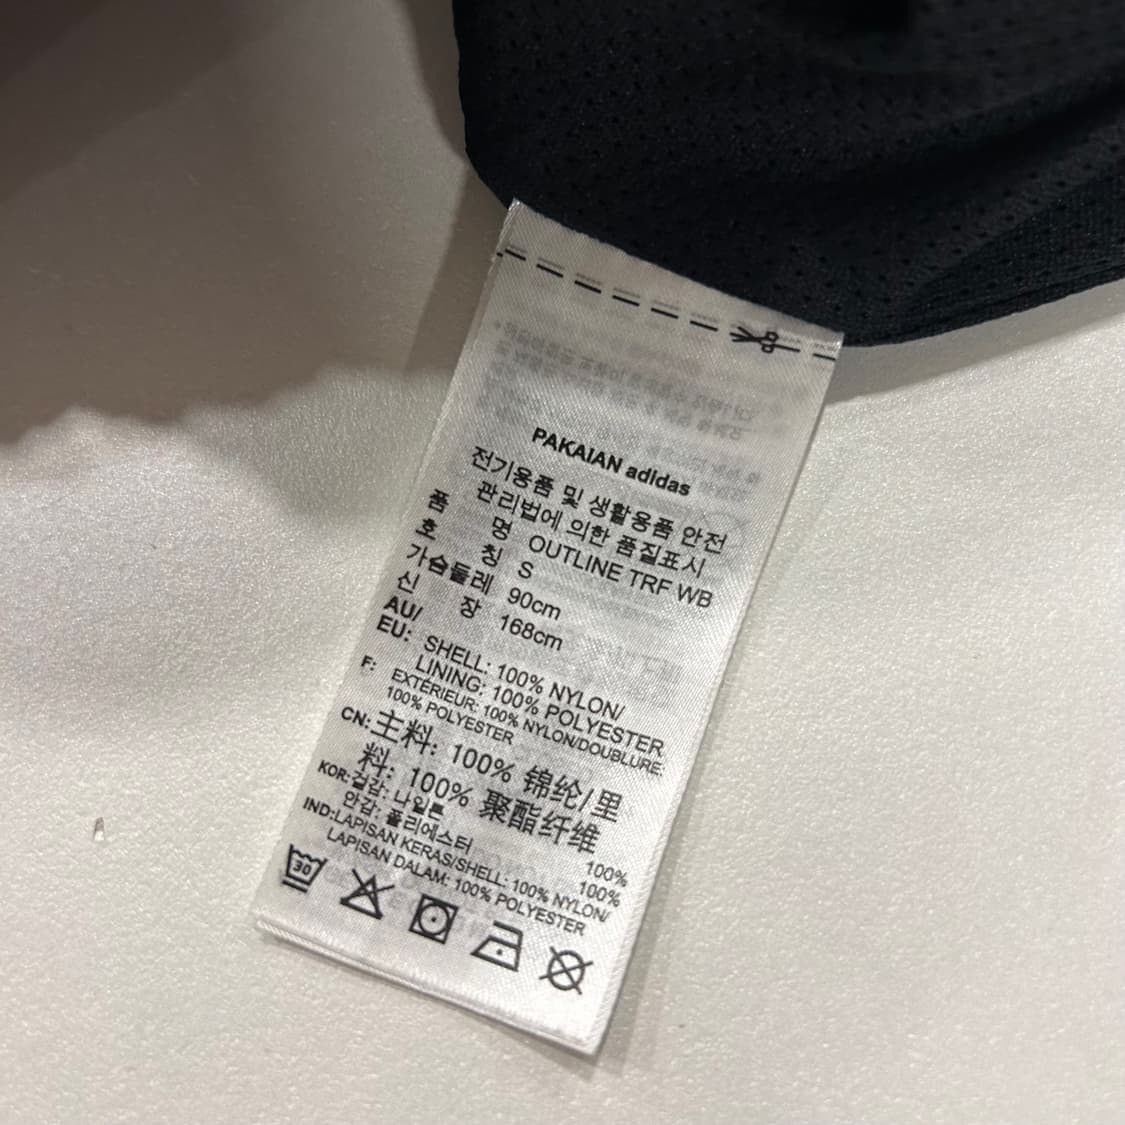 PAKAIAN adidas
전기용품 및 생활용품 안전
관리법에 의한 품질표시
품 명 OUTLINE TRF WB
호 칭 S
가슴둘레 90cm
신 장 168cm
AU/
EU: SHELL: 100% NYLON/
LINING: 100% POLYESTER
F: EXTÉRIEUR: 100% NYLON/DOUBLURE:
100% POLYESTER
CN: 主料: 100% 锦纶/里
料: 100% 聚酯纤维
KOR: 겉감: 나일론 100%
안감: 폴리에스터 100%
IND: LAPISAN KERAS/SHELL: 100% NYLON/
LAPISAN DALAM: 100% POLYESTER
30